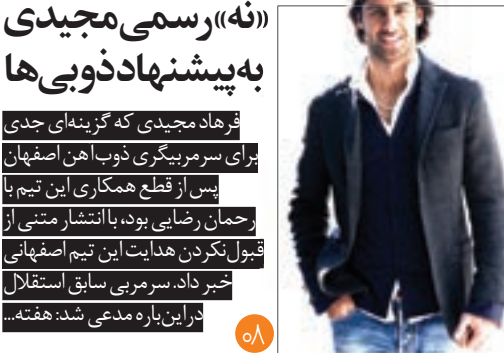 «نه» رسمی مجیدی
به پیشنهاد ذوبی‌ها
فرهاد مجیدی که گزینه‌ای جدی
برای سرمربیگری ذوب‌آهن اصفهان
پس از قطع همکاری این تیم با
رحمان رضایی بود، با انتشار متنی از
قبول‌نکردن هدایت این تیم اصفهانی
خبر داد. سرمربی سابق استقلال
دراین‌باره مدعی شد: هفته...
۰۸